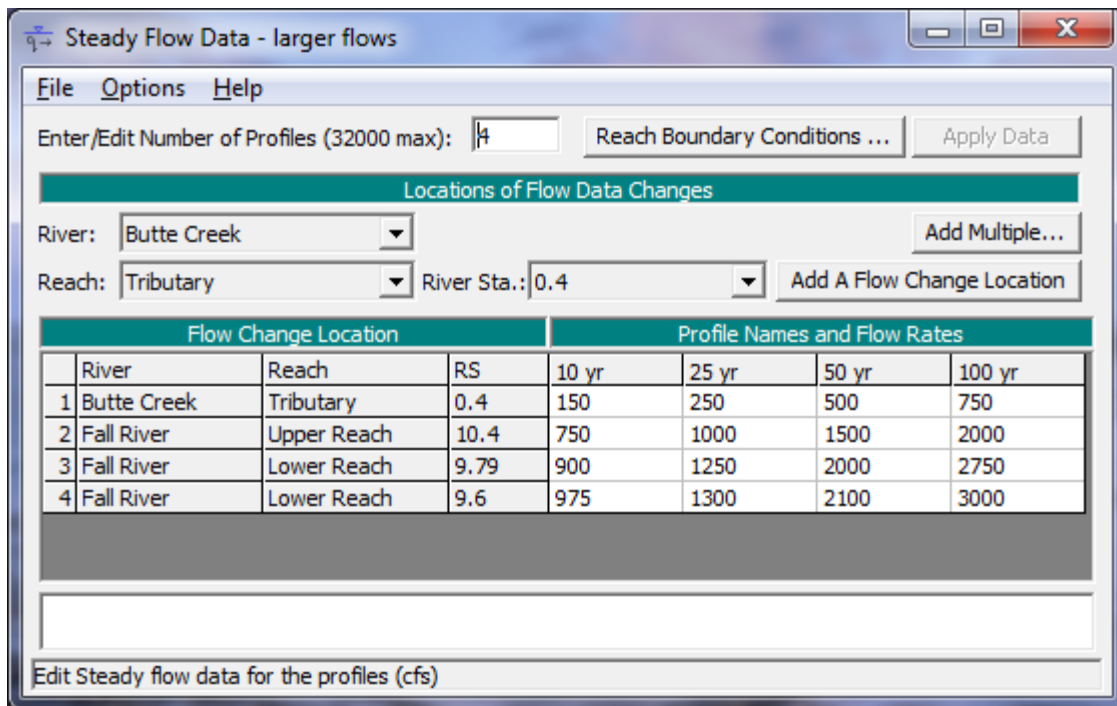 Steady Flow Data - larger flows
File Options Help
Enter/Edit Number of Profiles (32000 max): 4 Reach Boundary Conditions ... Apply Data
Locations of Flow Data Changes
River: Butte Creek Add Multiple...
Reach: Tributary River Sta.: 0.4 Add A Flow Change Location
Flow Change Location Profile Names and Flow Rates
River Reach RS 10 yr 25 yr 50 yr 100 yr
1 Butte Creek Tributary 0.4 150 250 500 750
2 Fall River Upper Reach 10.4 750 1000 1500 2000
3 Fall River Lower Reach 9.79 900 1250 2000 2750
4 Fall River Lower Reach 9.6 975 1300 2100 3000
Edit Steady flow data for the profiles (cfs)